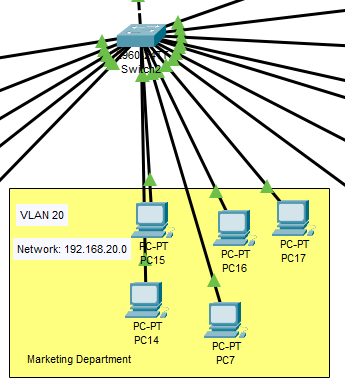 Switch2
VLAN 20
Network: 192.168.20.0
PC-PT
PC15
PC-PT
PC16
PC-PT
PC17
PC-PT
PC14
PC-PT
PC7
Marketing Department